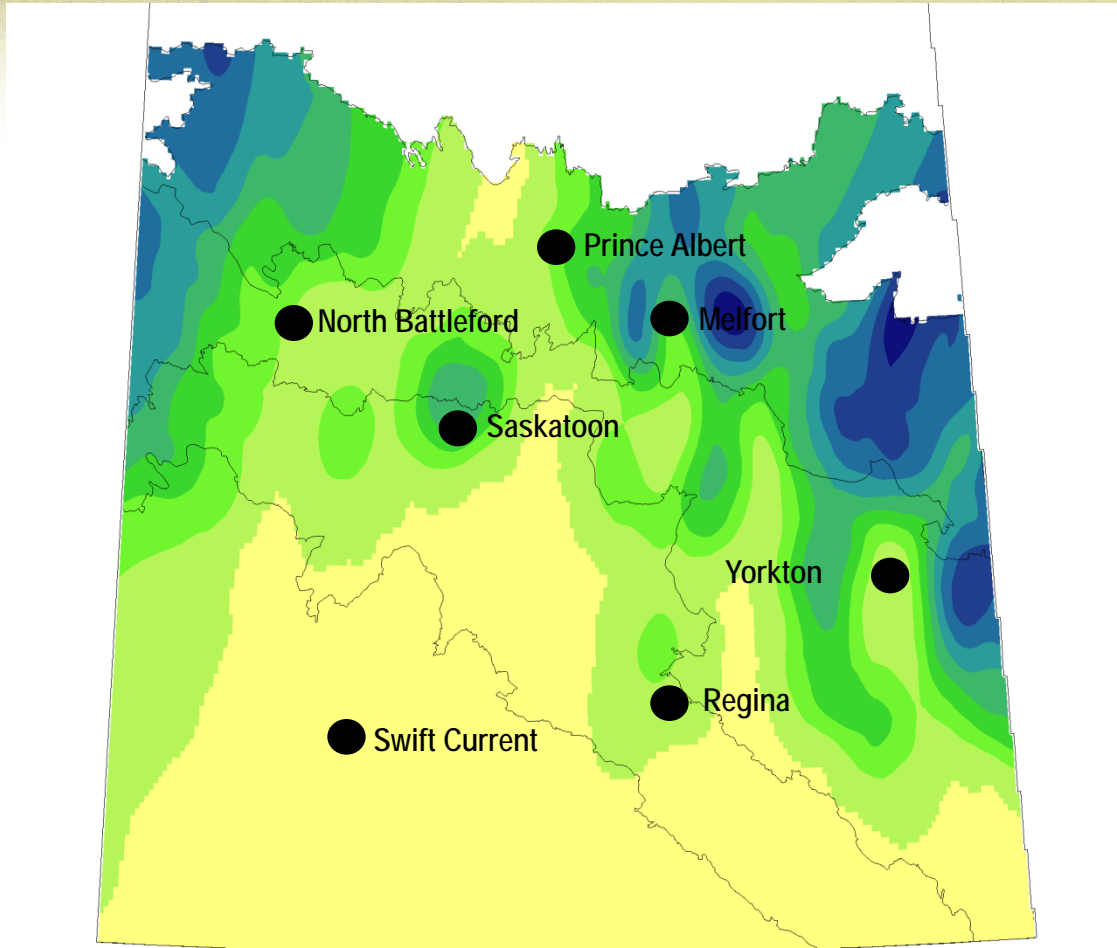 Prince Albert
North Battleford
Melfort
Saskatoon
Yorkton
Regina
Swift Current